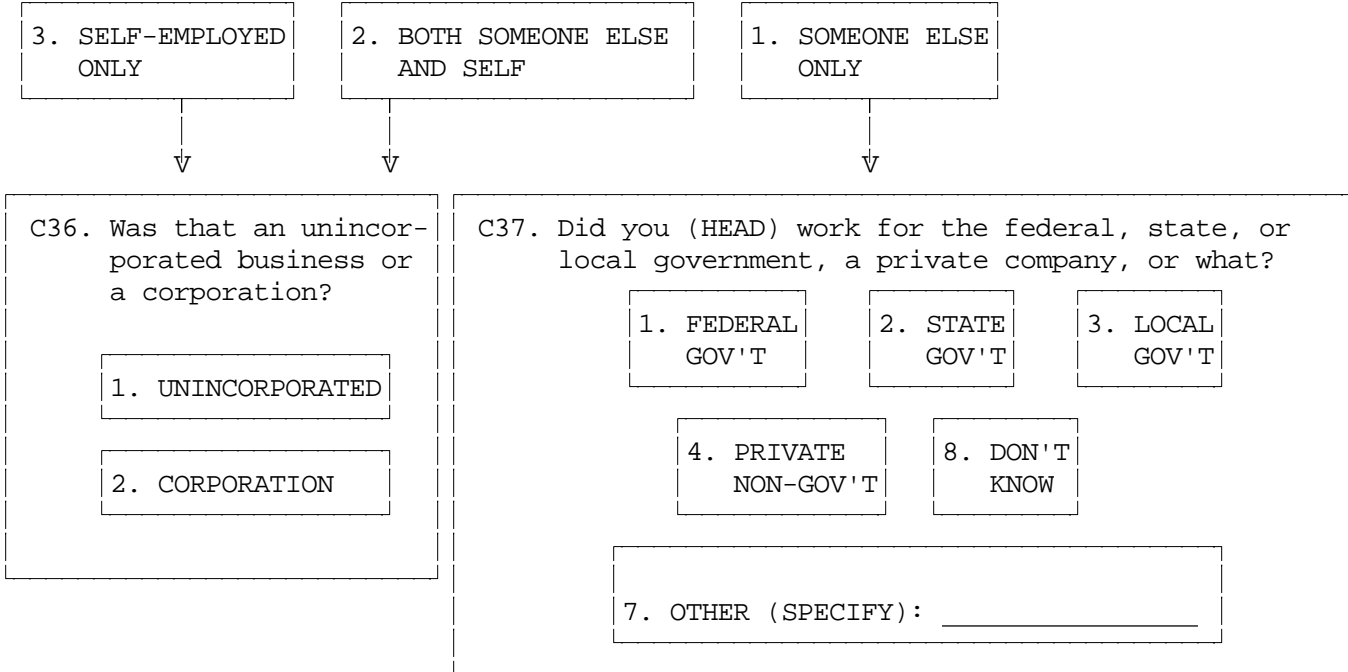 3. SELF-EMPLOYED ONLY
2. BOTH SOMEONE ELSE AND SELF
1. SOMEONE ELSE ONLY
C36. Was that an unincor-
porated business or
a corporation?
1. UNINCORPORATED
2. CORPORATION
C37. Did you (HEAD) work for the federal, state, or
local government, a private company, or what?
1. FEDERAL GOV'T
2. STATE GOV'T
3. LOCAL GOV'T
4. PRIVATE NON-GOV'T
8. DON'T KNOW
7. OTHER (SPECIFY):